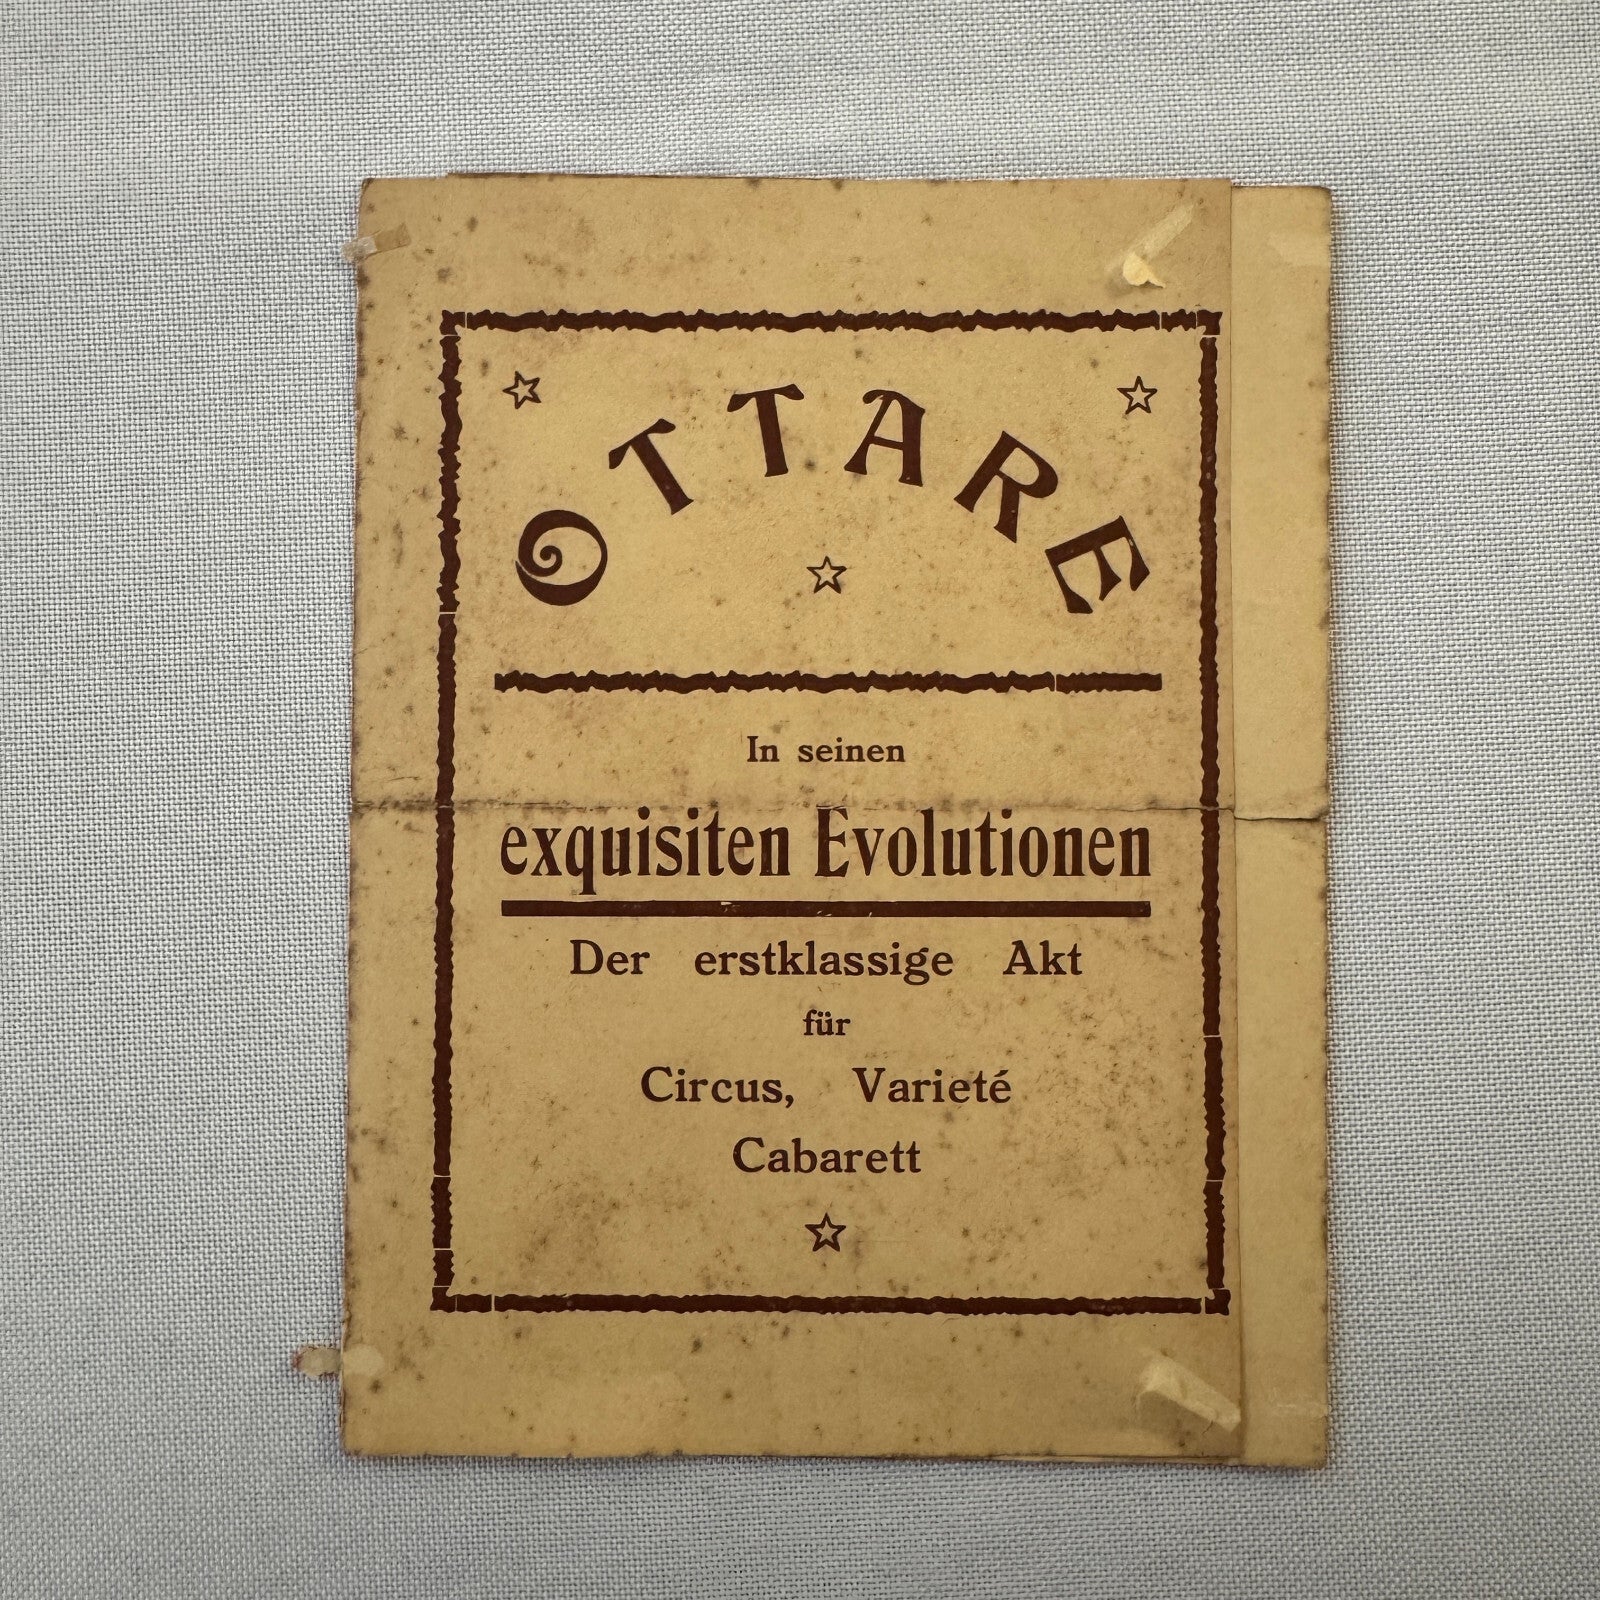 OTTARE
In seinen
exquisiten Evolutionen
Der erstklassige Akt
für
Circus, Varieté
Cabarett